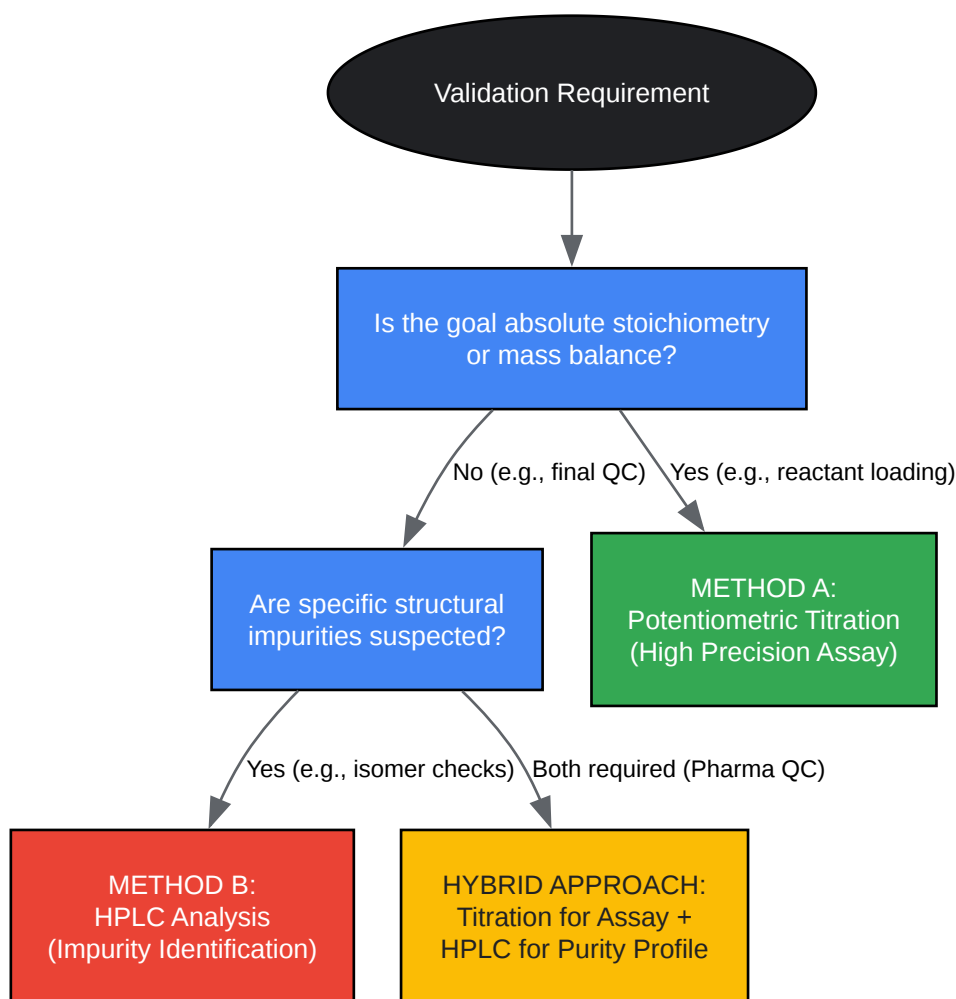 Validation Requirement
Is the goal absolute stoichiometry
or mass balance?
No (e.g., final QC)
Yes (e.g., reactant loading)
Are specific structural
impurities suspected?
METHOD A:
Potentiometric Titration
(High Precision Assay)
Yes (e.g., isomer checks)
Both required (Pharma QC)
METHOD B:
HPLC Analysis
(Impurity Identification)
HYBRID APPROACH:
Titration for Assay +
HPLC for Purity Profile